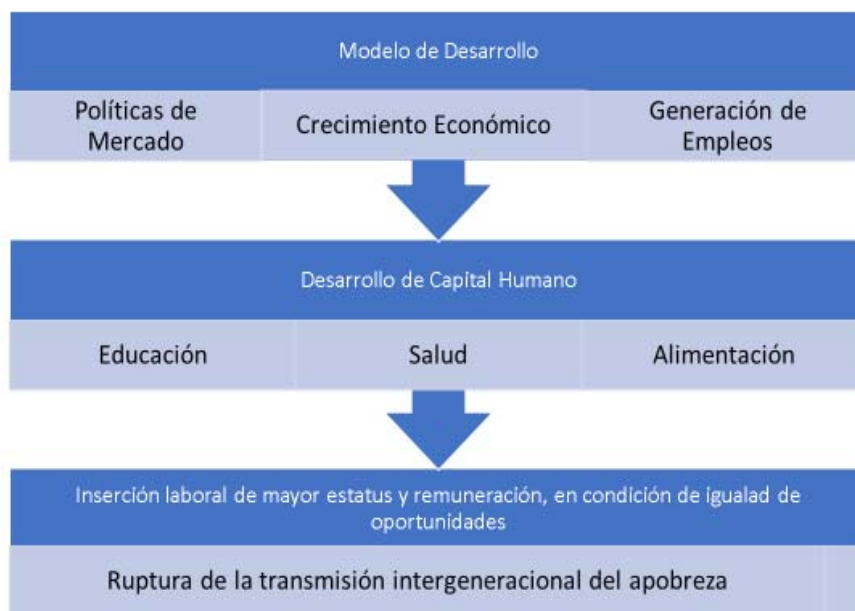 Modelo de Desarrollo
Políticas de
Mercado
Crecimiento Económico
Generación de
Empleos
Desarrollo de Capital Humano
Educación
Salud
Alimentación
Inserción laboral de mayor estatus y remuneración, en condición de igualad de
oportunidades
Ruptura de la transmisión intergeneracional del apobreza